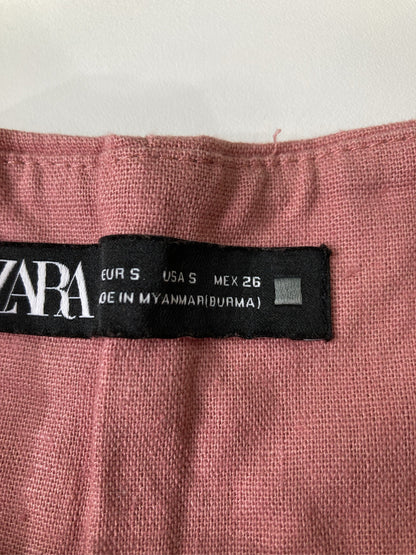 ZARA
EUR S USA S MEX 26
DE IN MYANMAR(BURMA)